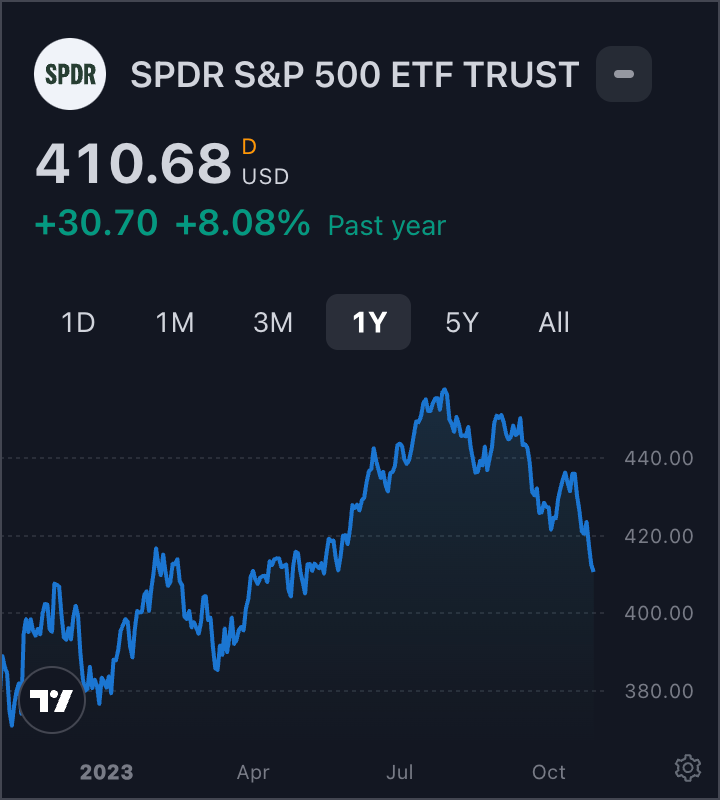 SPDR SPDR S&P 500 ETF TRUST
410.68 D USD
+30.70 +8.08% Past year
1D 1M 3M 1Y 5Y All
440.00
420.00
400.00
380.00
2023 Apr Jul Oct